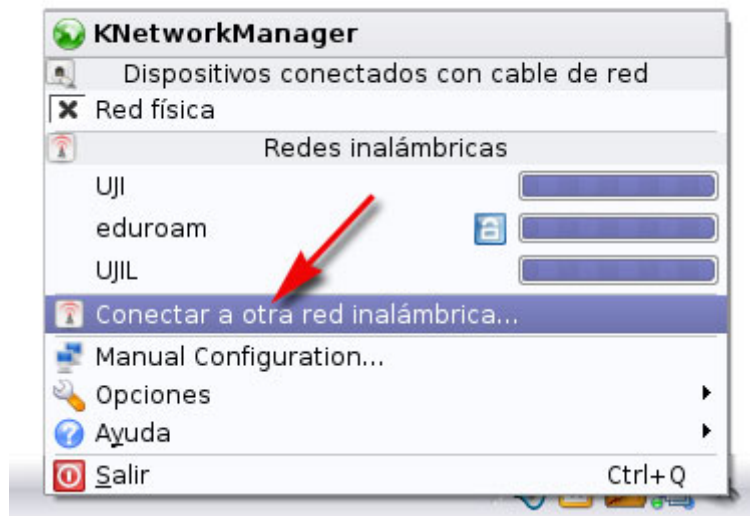 KNetworkManager
Dispositivos conectados con cable de red
Red física
Redes inalámbricas
UJI
eduroam
UJIL
Conectar a otra red inalámbrica...
Manual Configuration...
Opciones
Ayuda
Salir Ctrl+Q